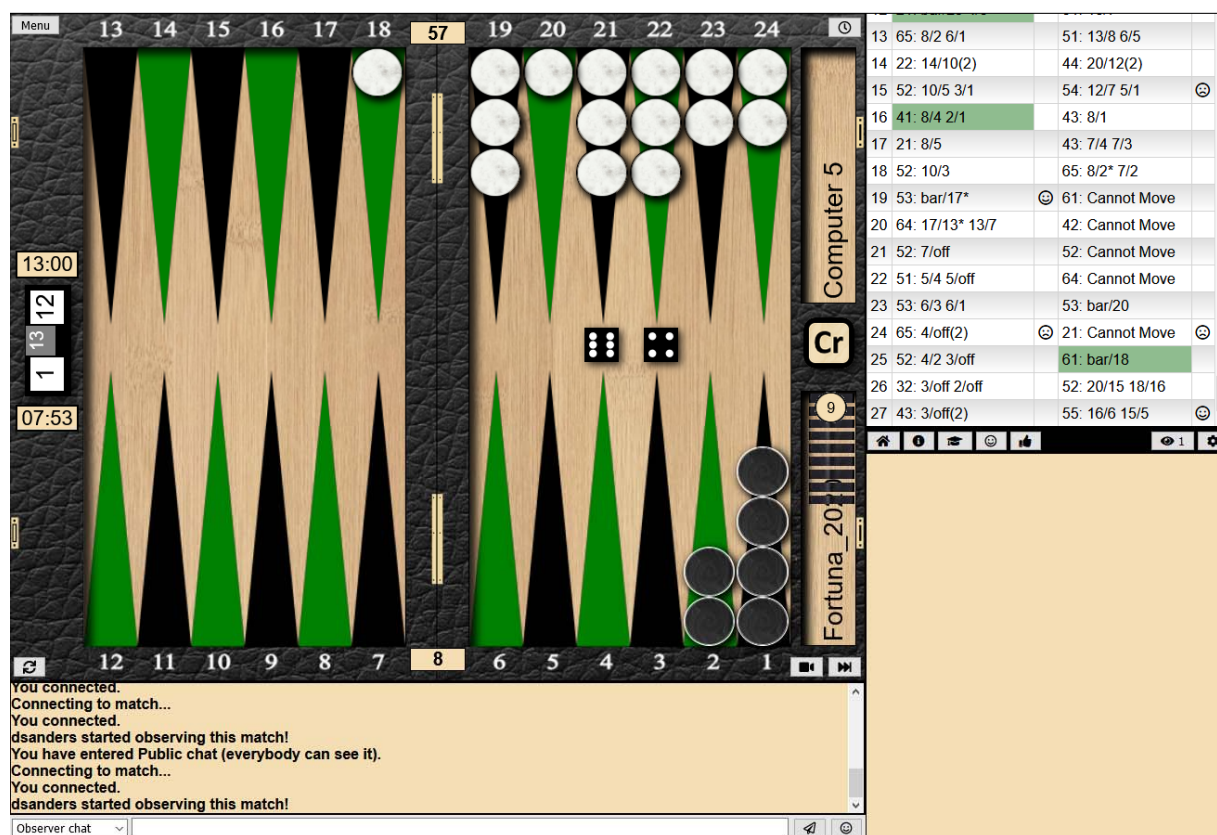 Menu
13 14 15 16 17 18 57 19 20 21 22 23 24
13:00
12
13
1
07:53
Computer 5
Cr
9
12 11 10 9 8 7 8 6 5 4 3 2 1
13 65: 8/2 6/1 51: 13/8 6/5
14 22: 14/10(2) 44: 20/12(2)
15 52: 10/5 3/1 54: 12/7 5/1
16 41: 8/4 2/1 43: 8/1
17 21: 8/5 43: 7/4 7/3
18 52: 10/3 65: 8/2* 7/2
19 53: bar/17* 61: Cannot Move
20 64: 17/13* 13/7 42: Cannot Move
21 52: 7/off 52: Cannot Move
22 51: 5/4 5/off 64: Cannot Move
23 53: 6/3 6/1 53: bar/20
24 65: 4/off(2) 21: Cannot Move
25 52: 4/2 3/off 61: bar/18
26 32: 3/off 2/off 52: 20/15 18/16
27 43: 3/off(2) 55: 16/6 15/5
1
You connected.
Connecting to match...
You connected.
dsanders started observing this match!
You have entered Public chat (everybody can see it).
Connecting to match...
You connected.
dsanders started observing this match!
Observer chat